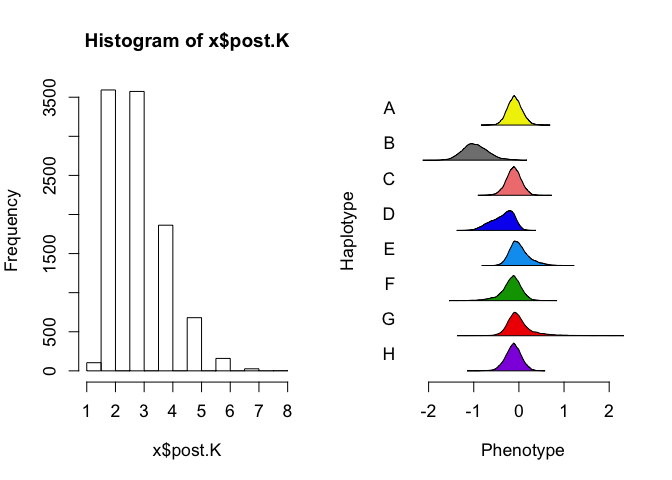 Histogram of x$post.K
Frequency
0
500
1500
2500
3500
1 2 3 4 5 6 7 8
x$post.K
Haplotype
A
B
C
D
E
F
G
H
-2 -1 0 1 2
Phenotype